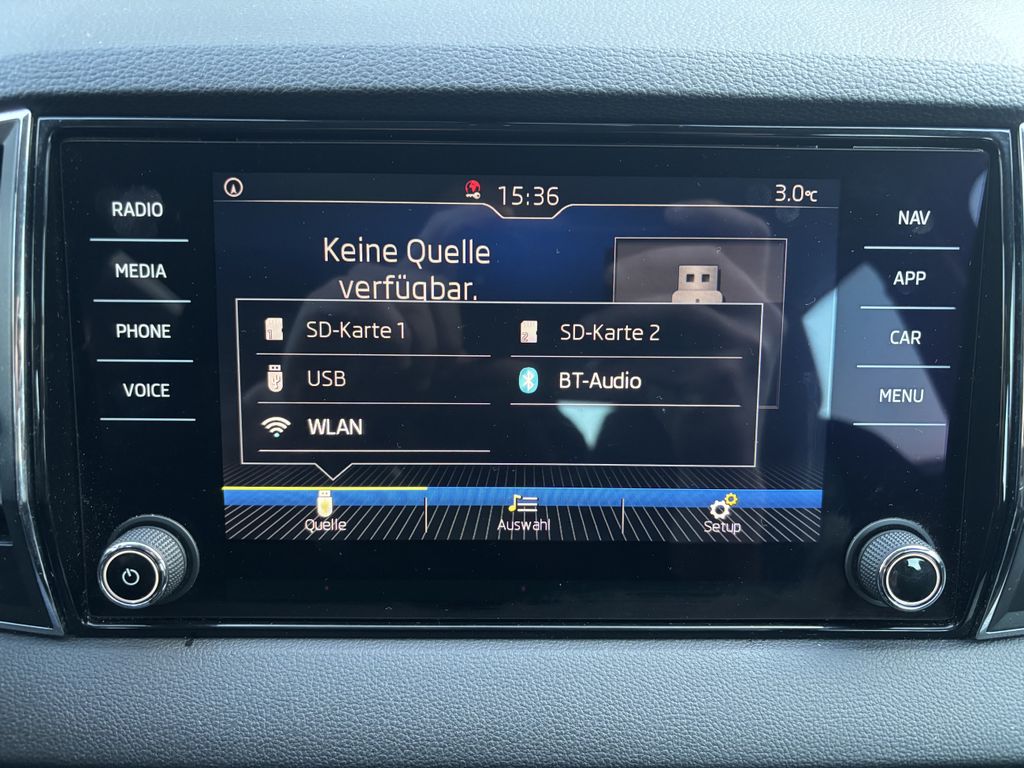 15:36
3.0°C
RADIO
MEDIA
PHONE
VOICE
Keine Quelle
verfügbar.
SD-Karte 1
SD-Karte 2
USB
BT-Audio
WLAN
Quelle
Auswahl
Setup
NAV
APP
CAR
MENU